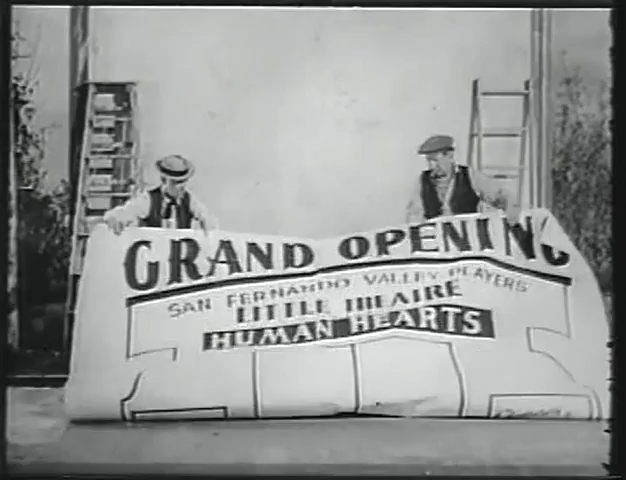 GRAND OPENING
SAN FERNANDO VALLEY PLAYERS'
LITTLE THEATRE
HUMAN HEARTS